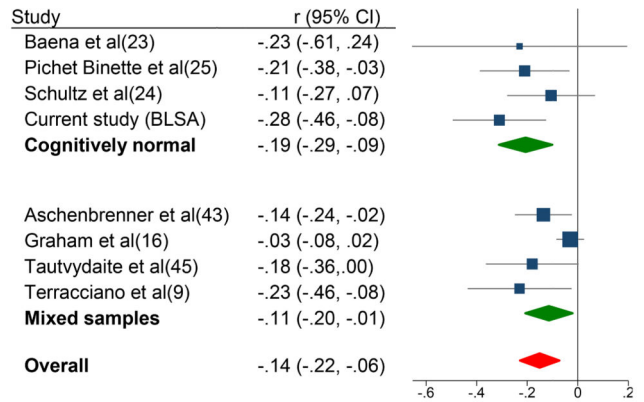 Study r (95% CI)
Baena et al(23) -.23 (-.61, .24)
Pichet Binette et al(25) -.21 (-.38, -.03)
Schultz et al(24) -.11 (-.27, .07)
Current study (BLSA) -.28 (-.46, -.08)
Cognitively normal -.19 (-.29, -.09)
Aschenbrenner et al(43) -.14 (-.24, -.02)
Graham et al(16) -.03 (-.08, .02)
Tautvydaite et al(45) -.18 (-.36,.00)
Terracciano et al(9) -.23 (-.46, -.08)
Mixed samples -.11 (-.20, -.01)
Overall -.14 (-.22, -.06)
-.6 -.4 -.2 0 .2